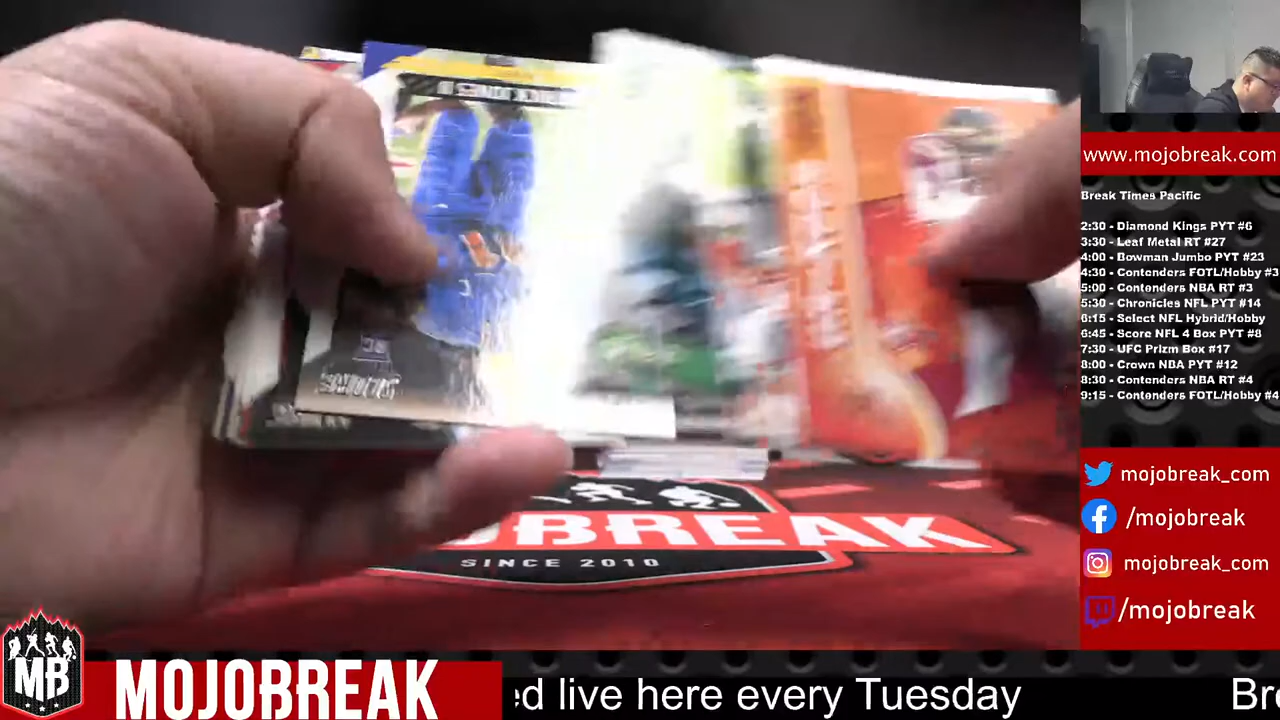 www.mojobreak.com
Break Times Pacific
2:30 - Diamond Kings PYT #6
3:30 - Leaf Metal RT #27
4:00 - Bowman Jumbo PYT #23
4:30 - Contenders FOTL/Hobby #3
5:00 - Contenders NBA RT #3
5:30 - Chronicles NFL PYT #14
6:15 - Select NFL Hybrid/Hobby
6:45 - Score NFL 4 Box PYT #8
7:30 - UFC Prizm Box #17
8:00 - Crown NBA PYT #12
8:30 - Contenders NBA RT #4
9:15 - Contenders FOTL/Hobby #4
mojobreak_com
/mojobreak
mojobreak_com
/mojobreak
BREAK
SINCE 2010
MB
MOJOBREAK
ed live here every Tuesday
Bro